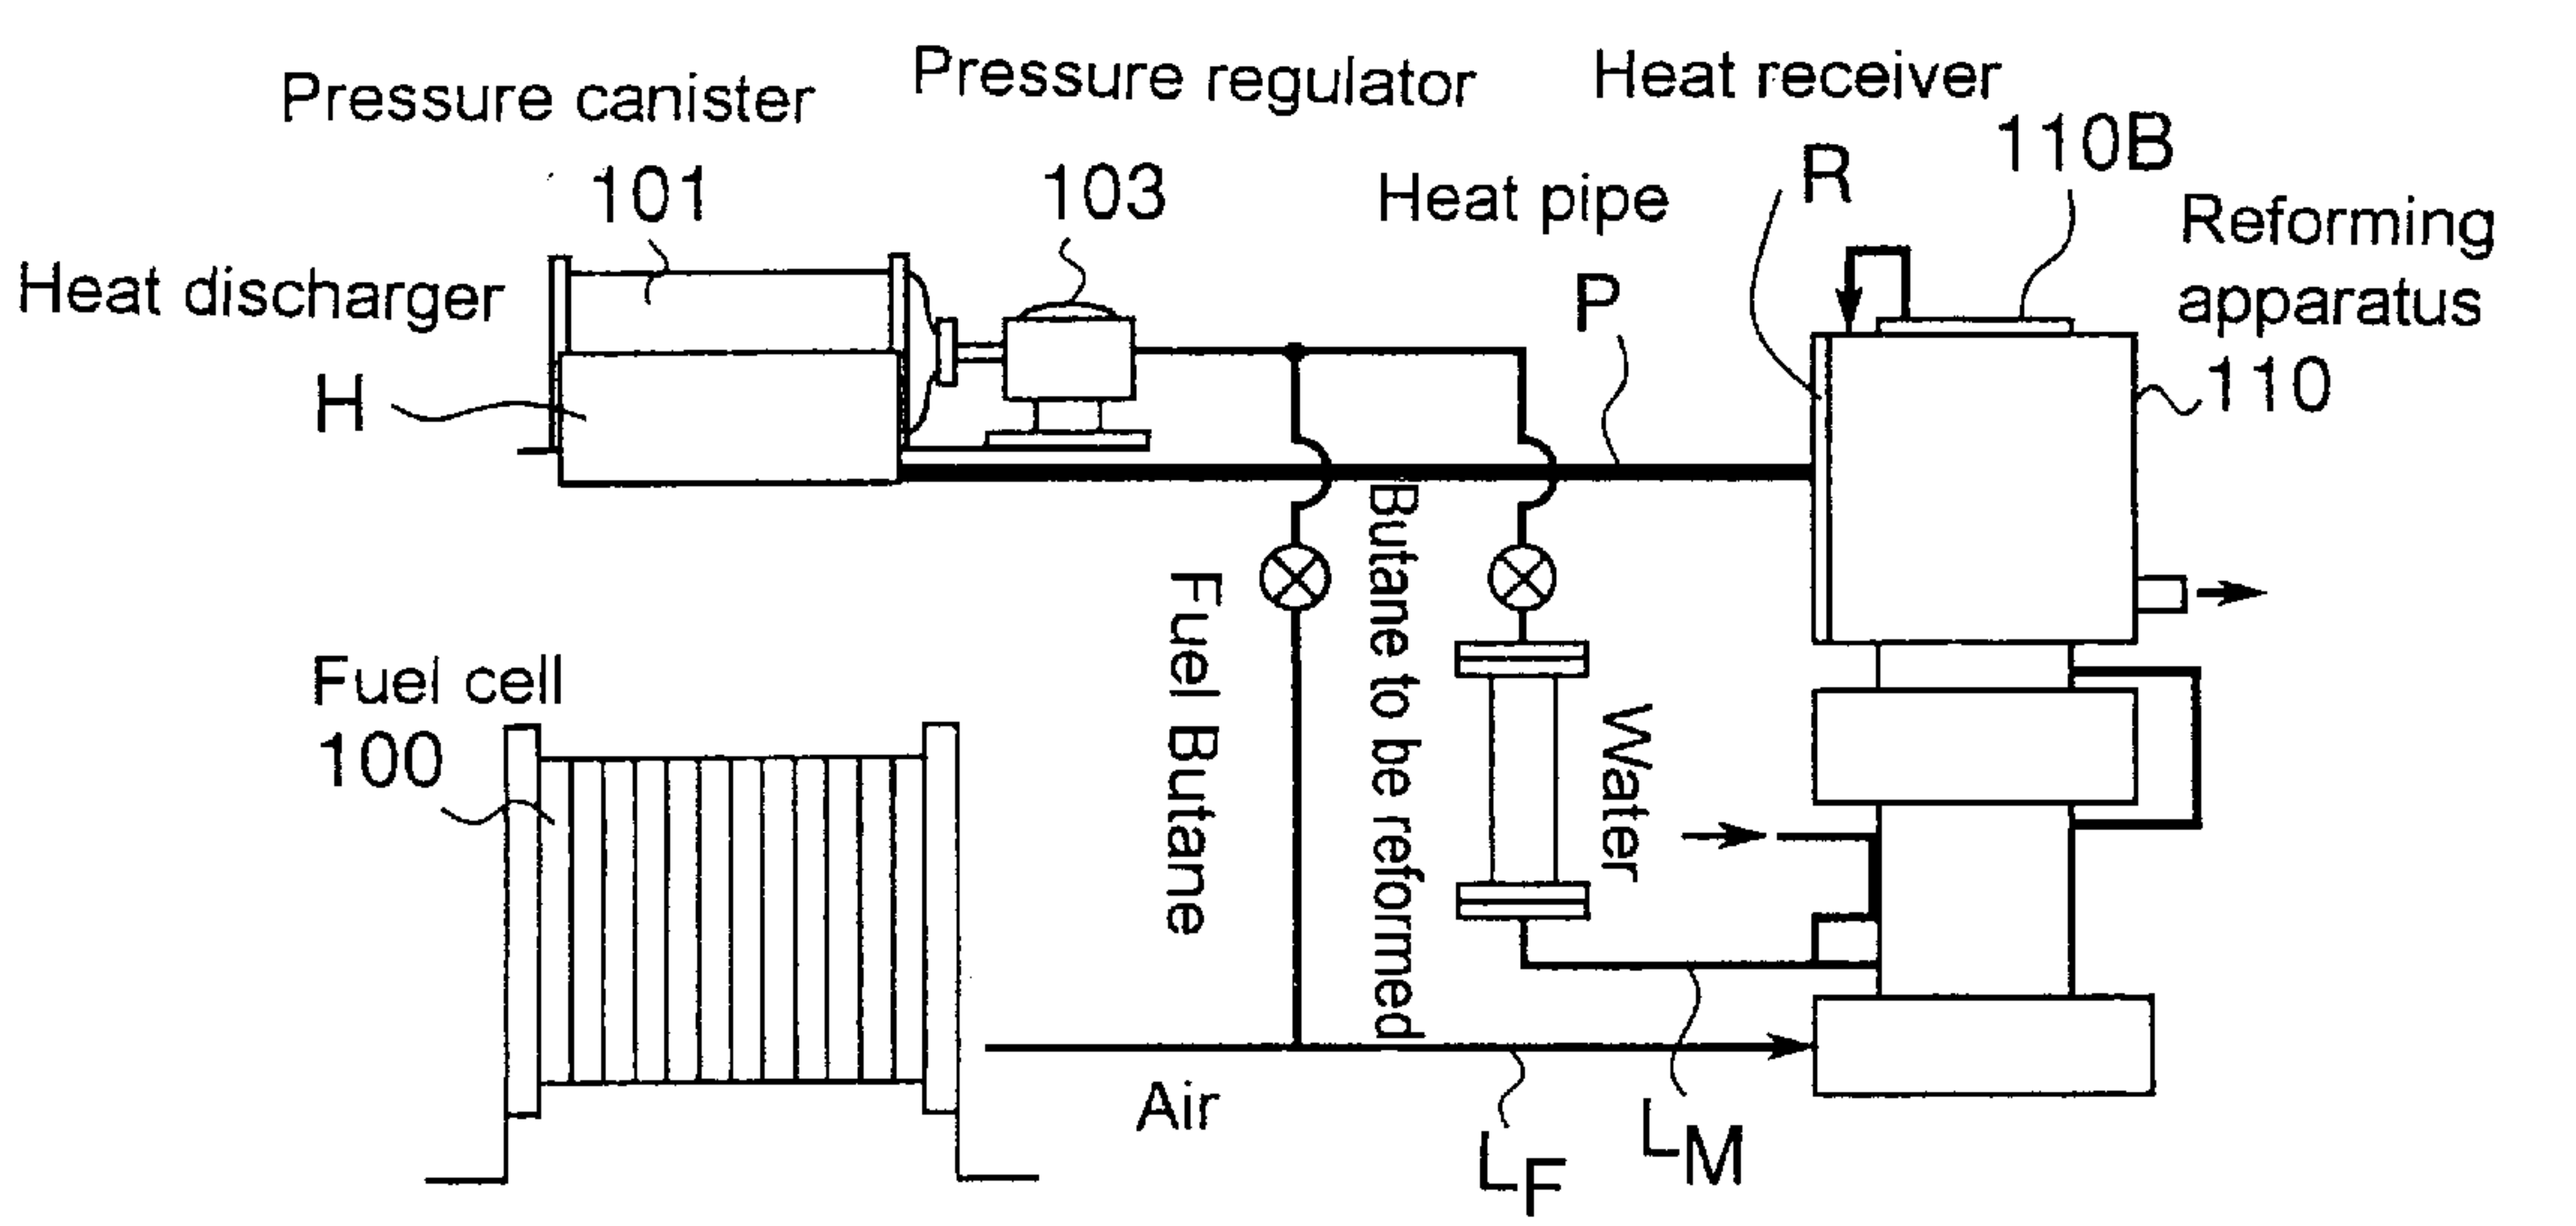 Pressure canister
101
Pressure regulator
103
Heat receiver
R
110B
Heat pipe
P
Reforming
apparatus
110
Heat discharger
H
Fuel cell
100
Fuel Butane
Butane to be reformed
Water
Air
LF
LM